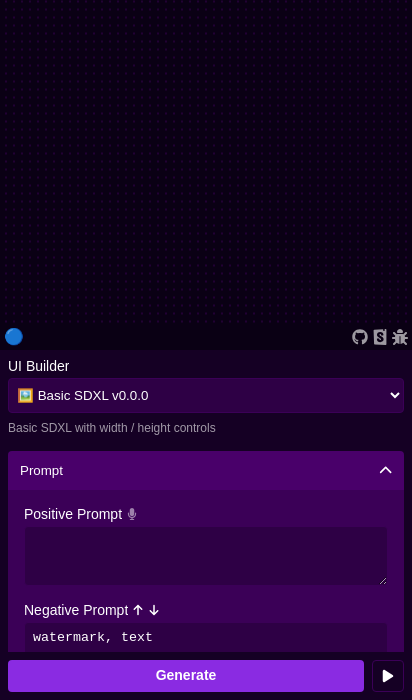 UI Builder
Basic SDXL v0.0.0
Basic SDXL with width / height controls
Prompt
Positive Prompt
Negative Prompt
watermark, text
Generate